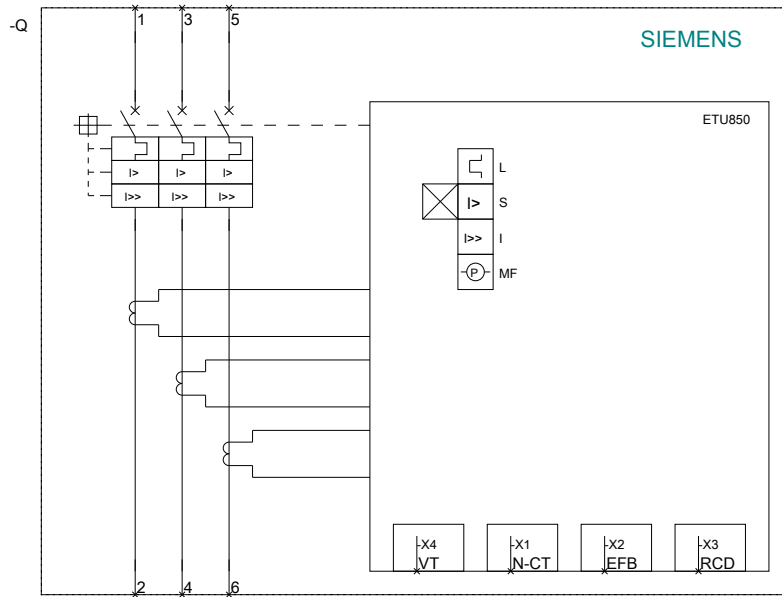 -Q
1 3 5
SIEMENS
ETU850
L
I> I> I>
I>> I>> I>>
I> S
I>> I
P MF
-X4 -X1 -X2 -X3
VT N-CT EFB RCD
2 4 6